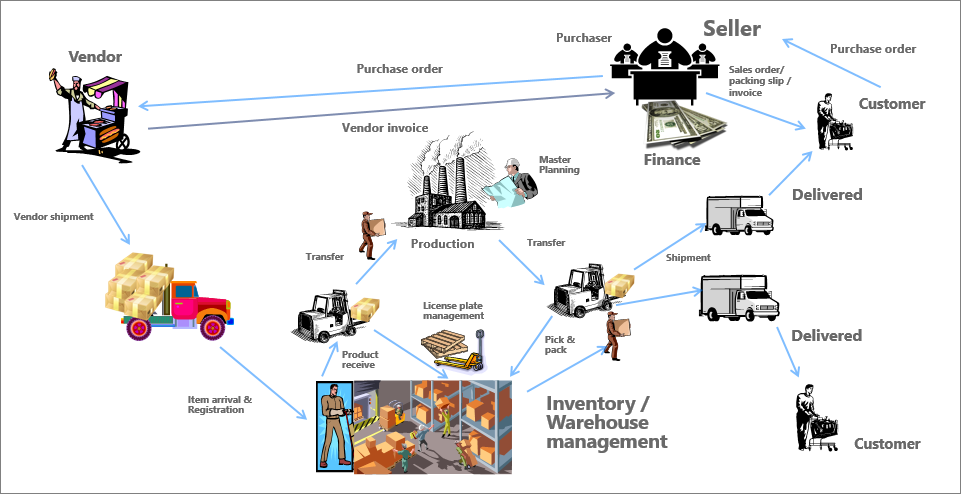 Seller
Purchaser
Vendor
Purchase order
Purchase order
Sales order/
packing slip /
invoice
Customer
Vendor invoice
Finance
Master
Planning
Delivered
Vendor shipment
Production
Transfer
Transfer
Shipment
License plate
management
Delivered
Product
receive
Pick &
pack
Item arrival &
Registration
Inventory /
Warehouse
management
Customer